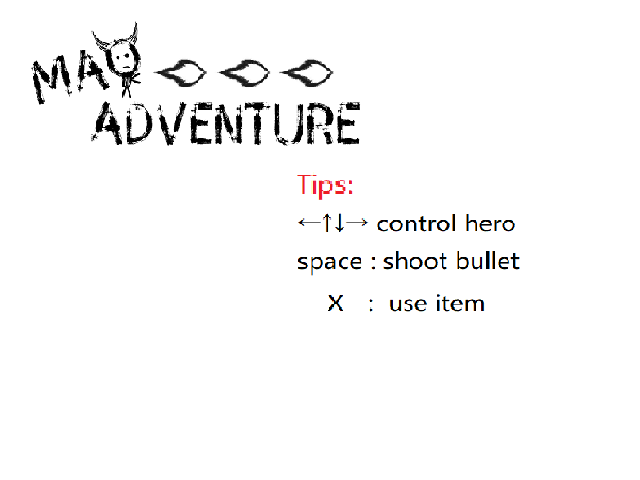 MAO
ADVENTURE
Tips:
←↑↓→ control hero
space : shoot bullet
X : use item